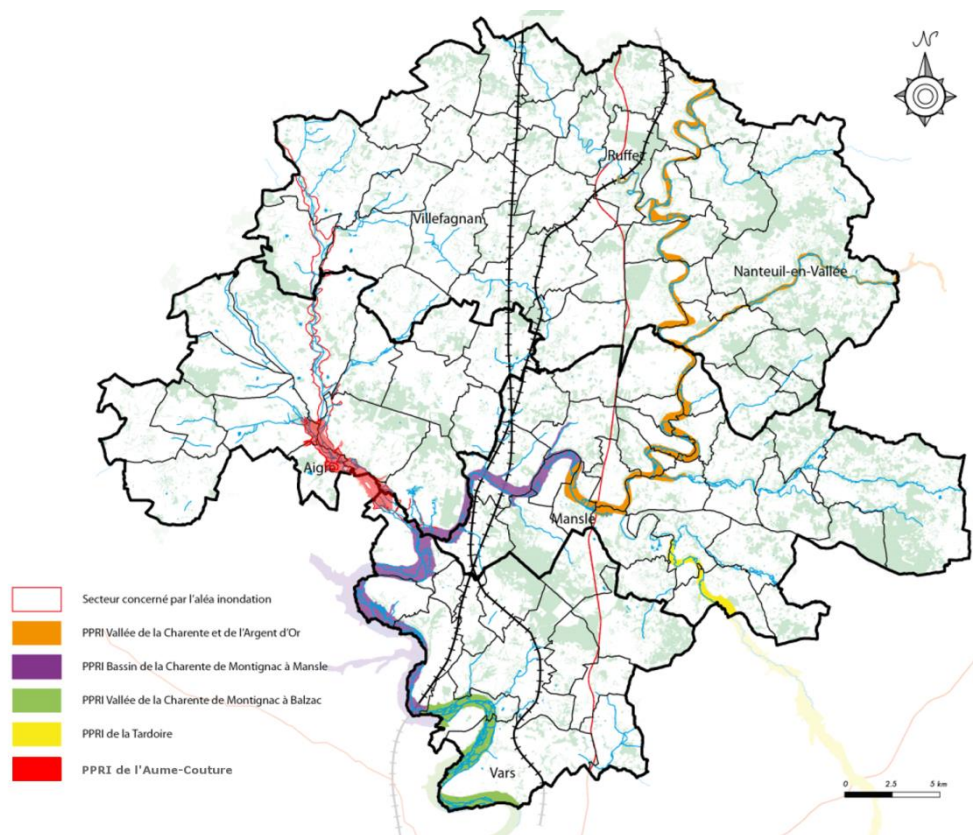 N
Ruffec
Villefagnan
Nanteuil-en-Vallée
Aigre
Mansle
Vars
Secteur concerné par l'aléa inondation
PPRI Vallée de la Charente et de l'Argent d'Or
PPRI Bassin de la Charente de Montignac à Mansle
PPRI Vallée de la Charente de Montignac à Balzac
PPRI de la Tardoire
PPRI de l'Aume-Couture
0 2.5 5 km